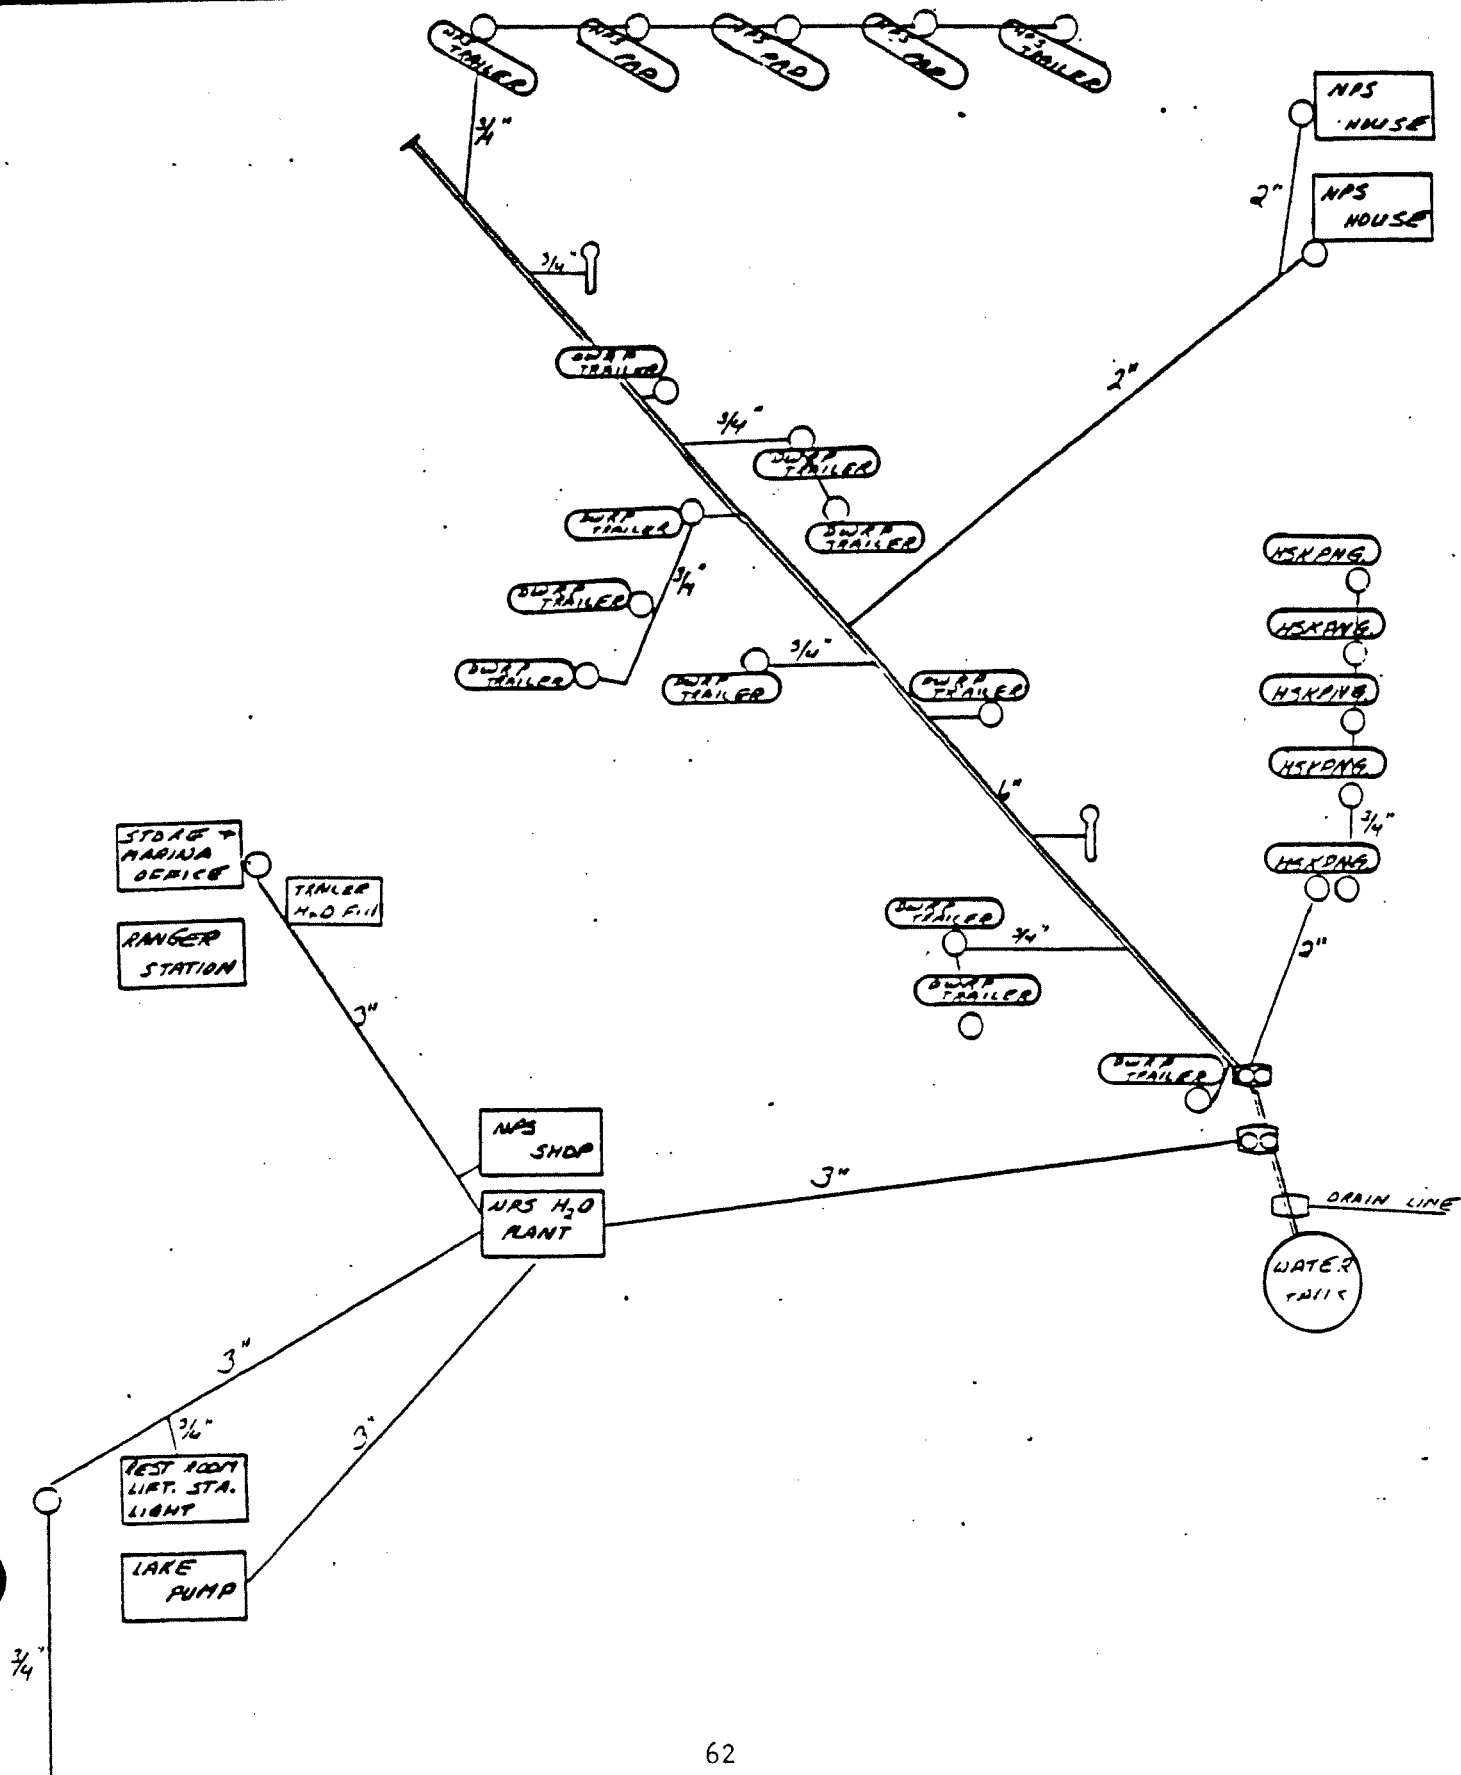 NPS
TRAILER
NPS
PAD
NPS
PAD
NPS
PAD
NPS
TRAILER
3/4"
NPS
HOUSE
2"
NPS
HOUSE
3/4"
DWRP
TRAILER
2"
3/4"
DWRP
TRAILER
DWRP
TRAILER
DWRP
TRAILER
3/4"
DWRP
TRAILER
DWRP
TRAILER
3/4"
DWRP
TRAILER
DWRP
TRAILER
HSKPNG.
HSKPNG.
HSKPNG.
HSKPNG.
3/4"
HSKPNG.
2"
6"
STORE +
MARINA
OFFICE
TRAILER
H2O Fill
RANGER
STATION
3"
DWRP
TRAILER
3/4"
DWRP
TRAILER
DWRP
TRAILER
NPS
SHOP
NPS H2O
PLANT
3"
DRAIN LINE
WATER
TANK
3"
3/4"
3"
REST ROOM
LIFT. STA.
LIGHT
LAKE
PUMP
3/4"
62